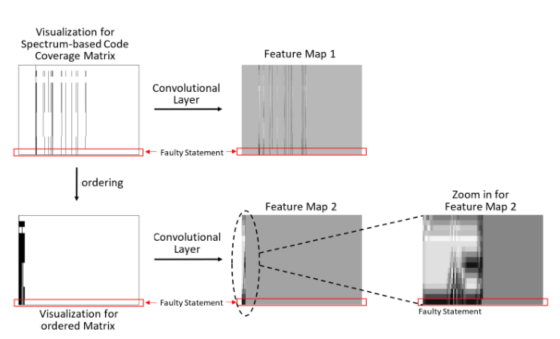 Visualization for
Spectrum-based Code
Coverage Matrix
Feature Map 1
Convolutional
Layer
Faulty Statement
ordering
Zoom in for
Feature Map 2
Feature Map 2
Convolutional
Layer
Faulty Statement
Faulty Statement
Visualization for
ordered Matrix